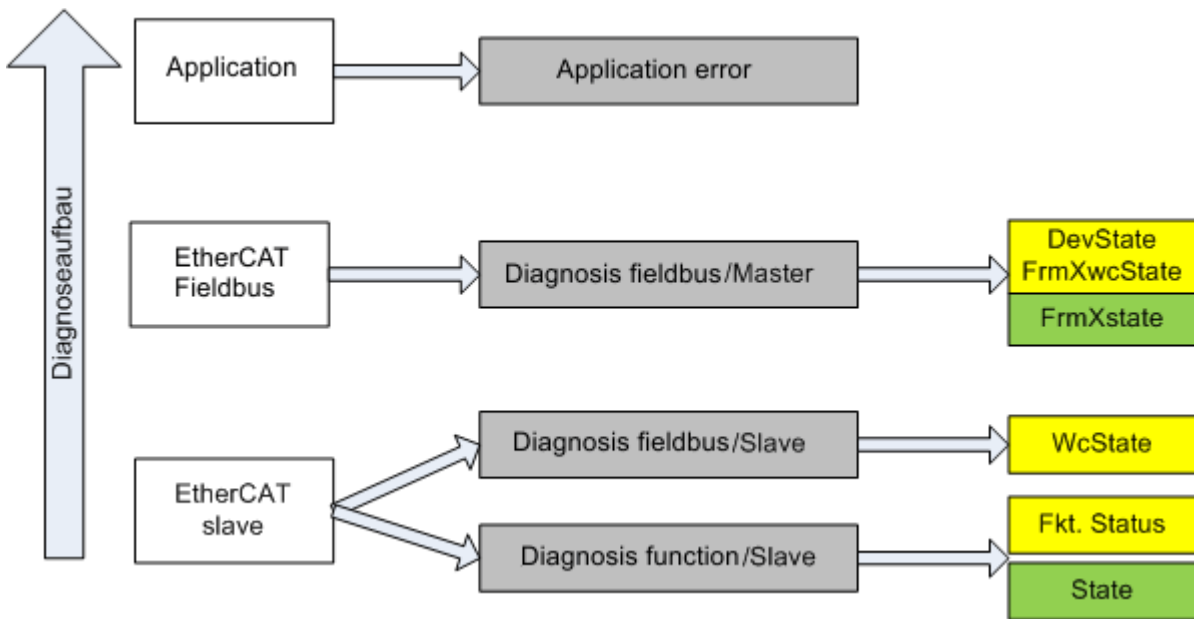 Diagnoseaufbau
Application
Application error
EtherCAT
Fieldbus
Diagnosis fieldbus/Master
DevState
FrmXwcState
FrmXstate
EtherCAT
slave
Diagnosis fieldbus/Slave
WcState
Diagnosis function/Slave
Fkt. Status
State